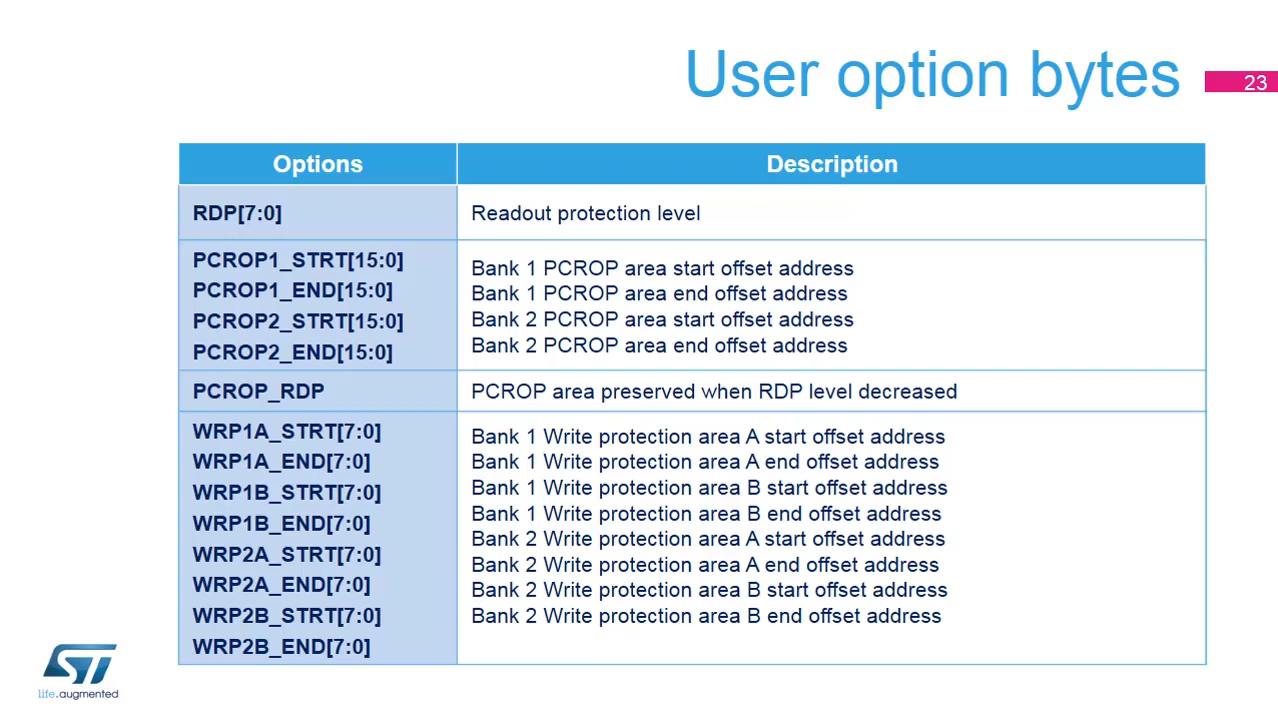 User option bytes
23
Options
Description
RDP[7:0]
Readout protection level
PCROP1_STRT[15:0]
PCROP1_END[15:0]
PCROP2_STRT[15:0]
PCROP2_END[15:0]
Bank 1 PCROP area start offset address
Bank 1 PCROP area end offset address
Bank 2 PCROP area start offset address
Bank 2 PCROP area end offset address
PCROP_RDP
PCROP area preserved when RDP level decreased
WRP1A_STRT[7:0]
WRP1A_END[7:0]
WRP1B_STRT[7:0]
WRP1B_END[7:0]
WRP2A_STRT[7:0]
WRP2A_END[7:0]
WRP2B_STRT[7:0]
WRP2B_END[7:0]
Bank 1 Write protection area A start offset address
Bank 1 Write protection area A end offset address
Bank 1 Write protection area B start offset address
Bank 1 Write protection area B end offset address
Bank 2 Write protection area A start offset address
Bank 2 Write protection area A end offset address
Bank 2 Write protection area B start offset address
Bank 2 Write protection area B end offset address
ST
life.augmented